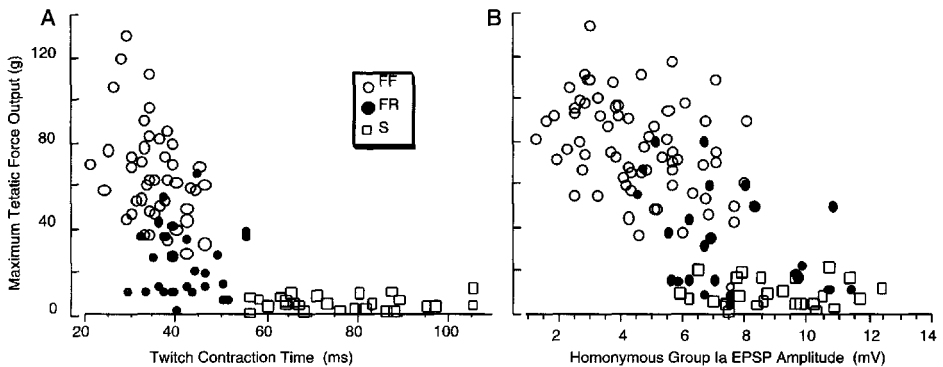 A
B
Maximum Tetatic Force Output (g)
120
80
40
0
FF
FR
S
20
40
60
80
100
Twitch Contraction Time (ms)
2
4
6
8
10
12
14
Homonymous Group Ia EPSP Amplitude (mV)